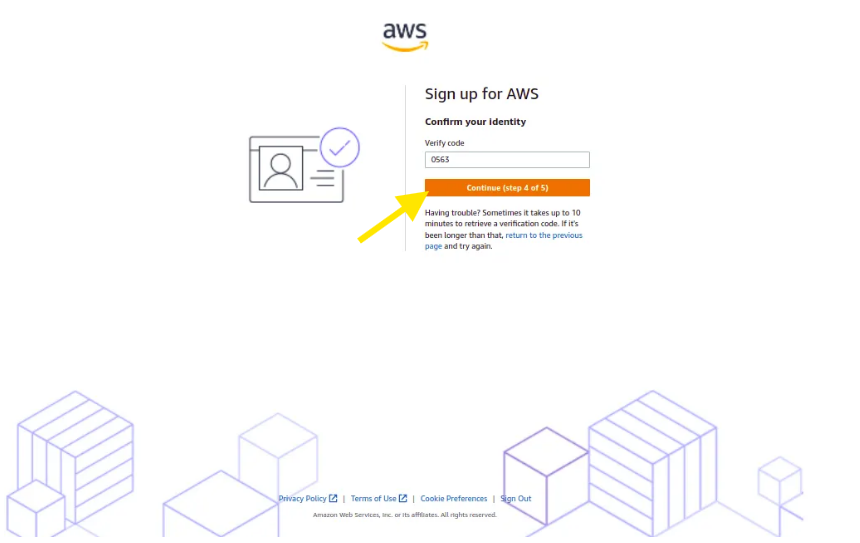 aws
Sign up for AWS
Confirm your identity
Verify code
0563
Continue (step 4 of 5)
Having trouble? Sometimes it takes up to 10
minutes to retrieve a verification code. If it's
been longer than that, return to the previous
page and try again.
Privacy Policy | Terms of Use | Cookie Preferences | Sign Out
Amazon Web Services, Inc. or its affiliates. All rights reserved.